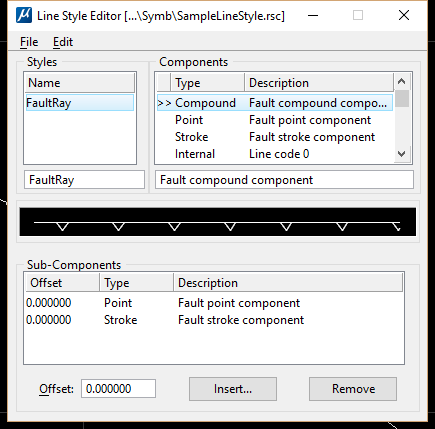 Line Style Editor [...\Symb\SampleLineStyle.rsc]
File Edit
Styles
Name
FaultRay
FaultRay
Components
Type Description
>> Compound Fault compound compo...
Point Fault point component
Stroke Fault stroke component
Internal Line code 0
Fault compound component
Sub-Components
Offset Type Description
0.000000 Point Fault point component
0.000000 Stroke Fault stroke component
Offset: 0.000000 Insert... Remove